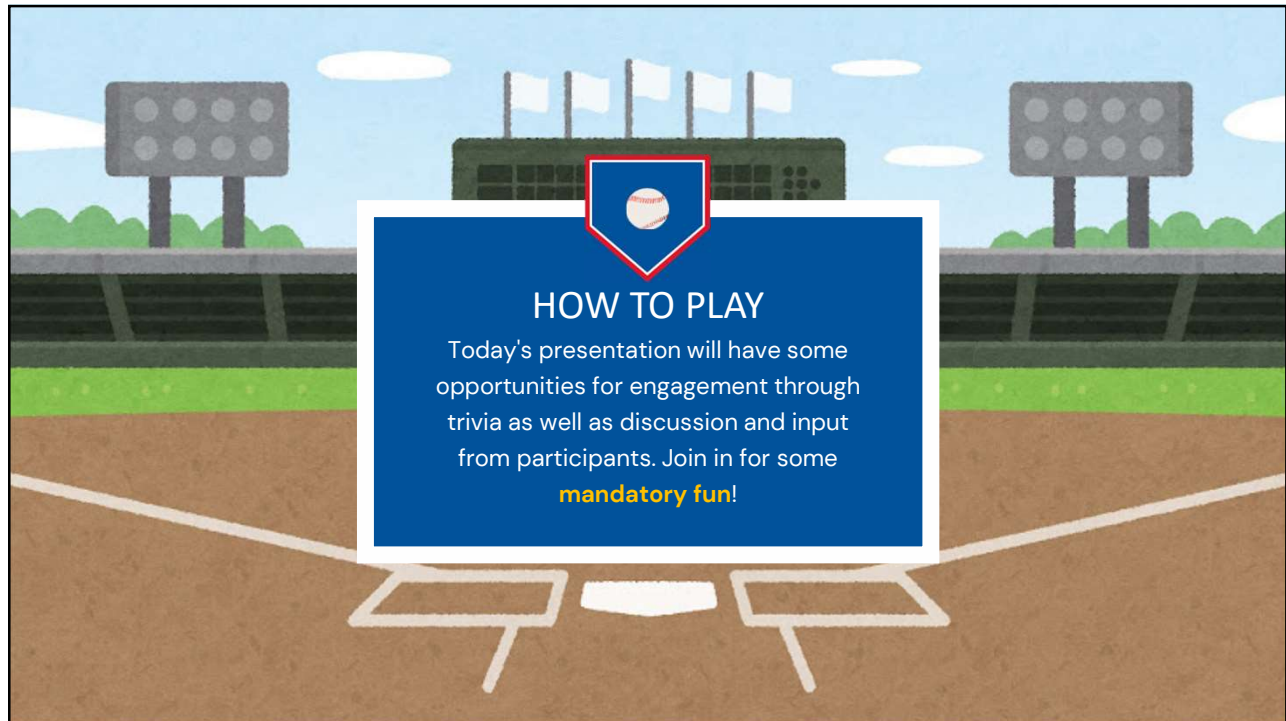 HOW TO PLAY
Today's presentation will have some
opportunities for engagement through
trivia as well as discussion and input
from participants. Join in for some
mandatory fun!